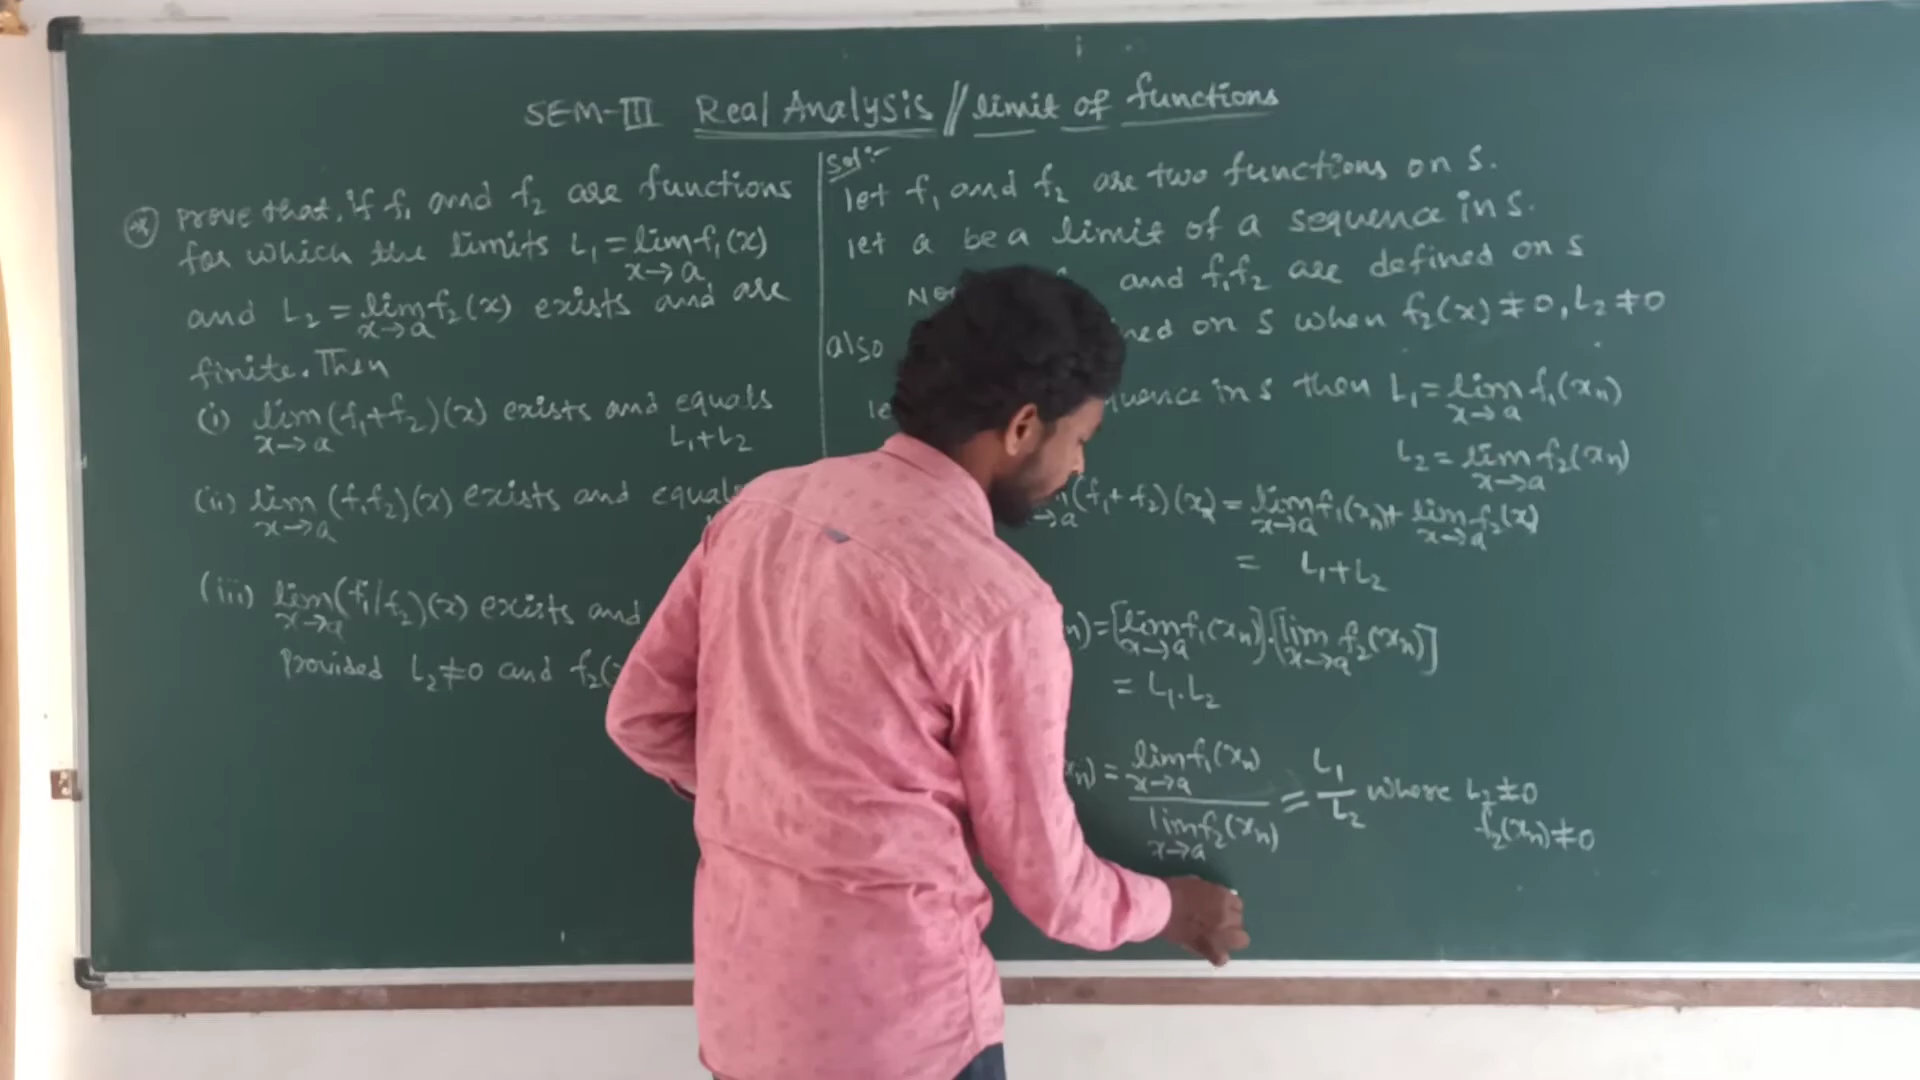 SEM-III Real Analysis // limit of functions
(*) Prove that, if f₁ and f₂ are functions
for which the limits L₁ = lim f₁(x)
x→a
and L₂ = lim f₂(x) exists and are
x→a
finite. Then
(i) lim (f₁+f₂)(x) exists and equals
x→a
L₁+L₂
(ii) lim (f₁f₂)(x) exists and equals
x→a
(iii) lim (f₁/f₂)(x) exists and
x→a
Provided L₂≠0 and f₂(
Sol:-
let f₁ and f₂ are two functions on S.
let a be a limit of a sequence in S.
and f₁f₂ are defined on S
also on S when f₂(x)≠0, L₂≠0
in S then L₁ = lim f₁(xₙ)
x→a
L₂ = lim f₂(xₙ)
x→a
(f₁+f₂)(xₙ) = lim f₁(xₙ)+ lim f₂(xₙ)
→a x→a x→a
= L₁+L₂
n) = [lim f₁(xₙ)].[lim f₂(xₙ)]
x→a x→a
= L₁.L₂
xₙ) = lim f₁(xₙ)
x→a
lim f₂(xₙ)
x→a
= L₁/L₂ where L₂≠0
f₂(xₙ)≠0